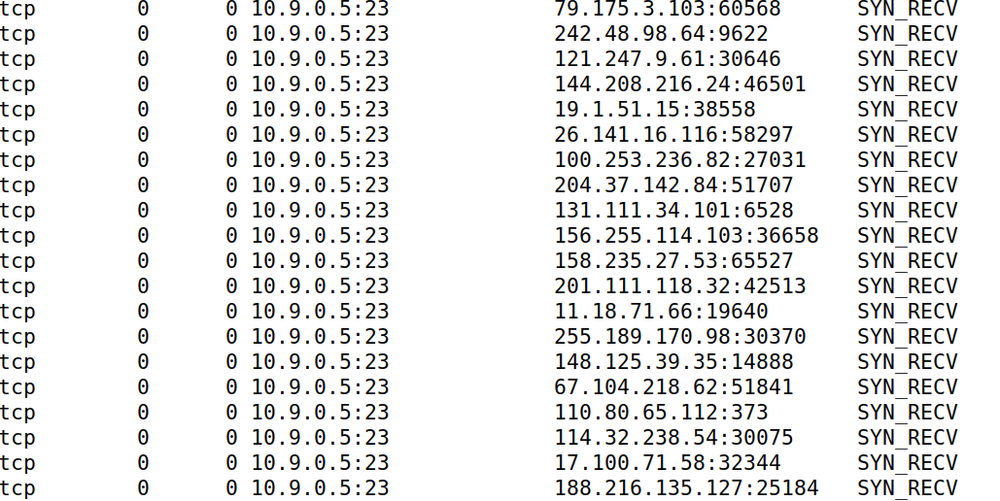 tcp 0 0 10.9.0.5:23 79.175.3.103:60568 SYN_RECV
tcp 0 0 10.9.0.5:23 242.48.98.64:9622 SYN_RECV
tcp 0 0 10.9.0.5:23 121.247.9.61:30646 SYN_RECV
tcp 0 0 10.9.0.5:23 144.208.216.24:46501 SYN_RECV
tcp 0 0 10.9.0.5:23 19.1.51.15:38558 SYN_RECV
tcp 0 0 10.9.0.5:23 26.141.16.116:58297 SYN_RECV
tcp 0 0 10.9.0.5:23 100.253.236.82:27031 SYN_RECV
tcp 0 0 10.9.0.5:23 204.37.142.84:51707 SYN_RECV
tcp 0 0 10.9.0.5:23 131.111.34.101:6528 SYN_RECV
tcp 0 0 10.9.0.5:23 156.255.114.103:36658 SYN_RECV
tcp 0 0 10.9.0.5:23 158.235.27.53:65527 SYN_RECV
tcp 0 0 10.9.0.5:23 201.111.118.32:42513 SYN_RECV
tcp 0 0 10.9.0.5:23 11.18.71.66:19640 SYN_RECV
tcp 0 0 10.9.0.5:23 255.189.170.98:30370 SYN_RECV
tcp 0 0 10.9.0.5:23 148.125.39.35:14888 SYN_RECV
tcp 0 0 10.9.0.5:23 67.104.218.62:51841 SYN_RECV
tcp 0 0 10.9.0.5:23 110.80.65.112:373 SYN_RECV
tcp 0 0 10.9.0.5:23 114.32.238.54:30075 SYN_RECV
tcp 0 0 10.9.0.5:23 17.100.71.58:32344 SYN_RECV
tcp 0 0 10.9.0.5:23 188.216.135.127:25184 SYN_RECV